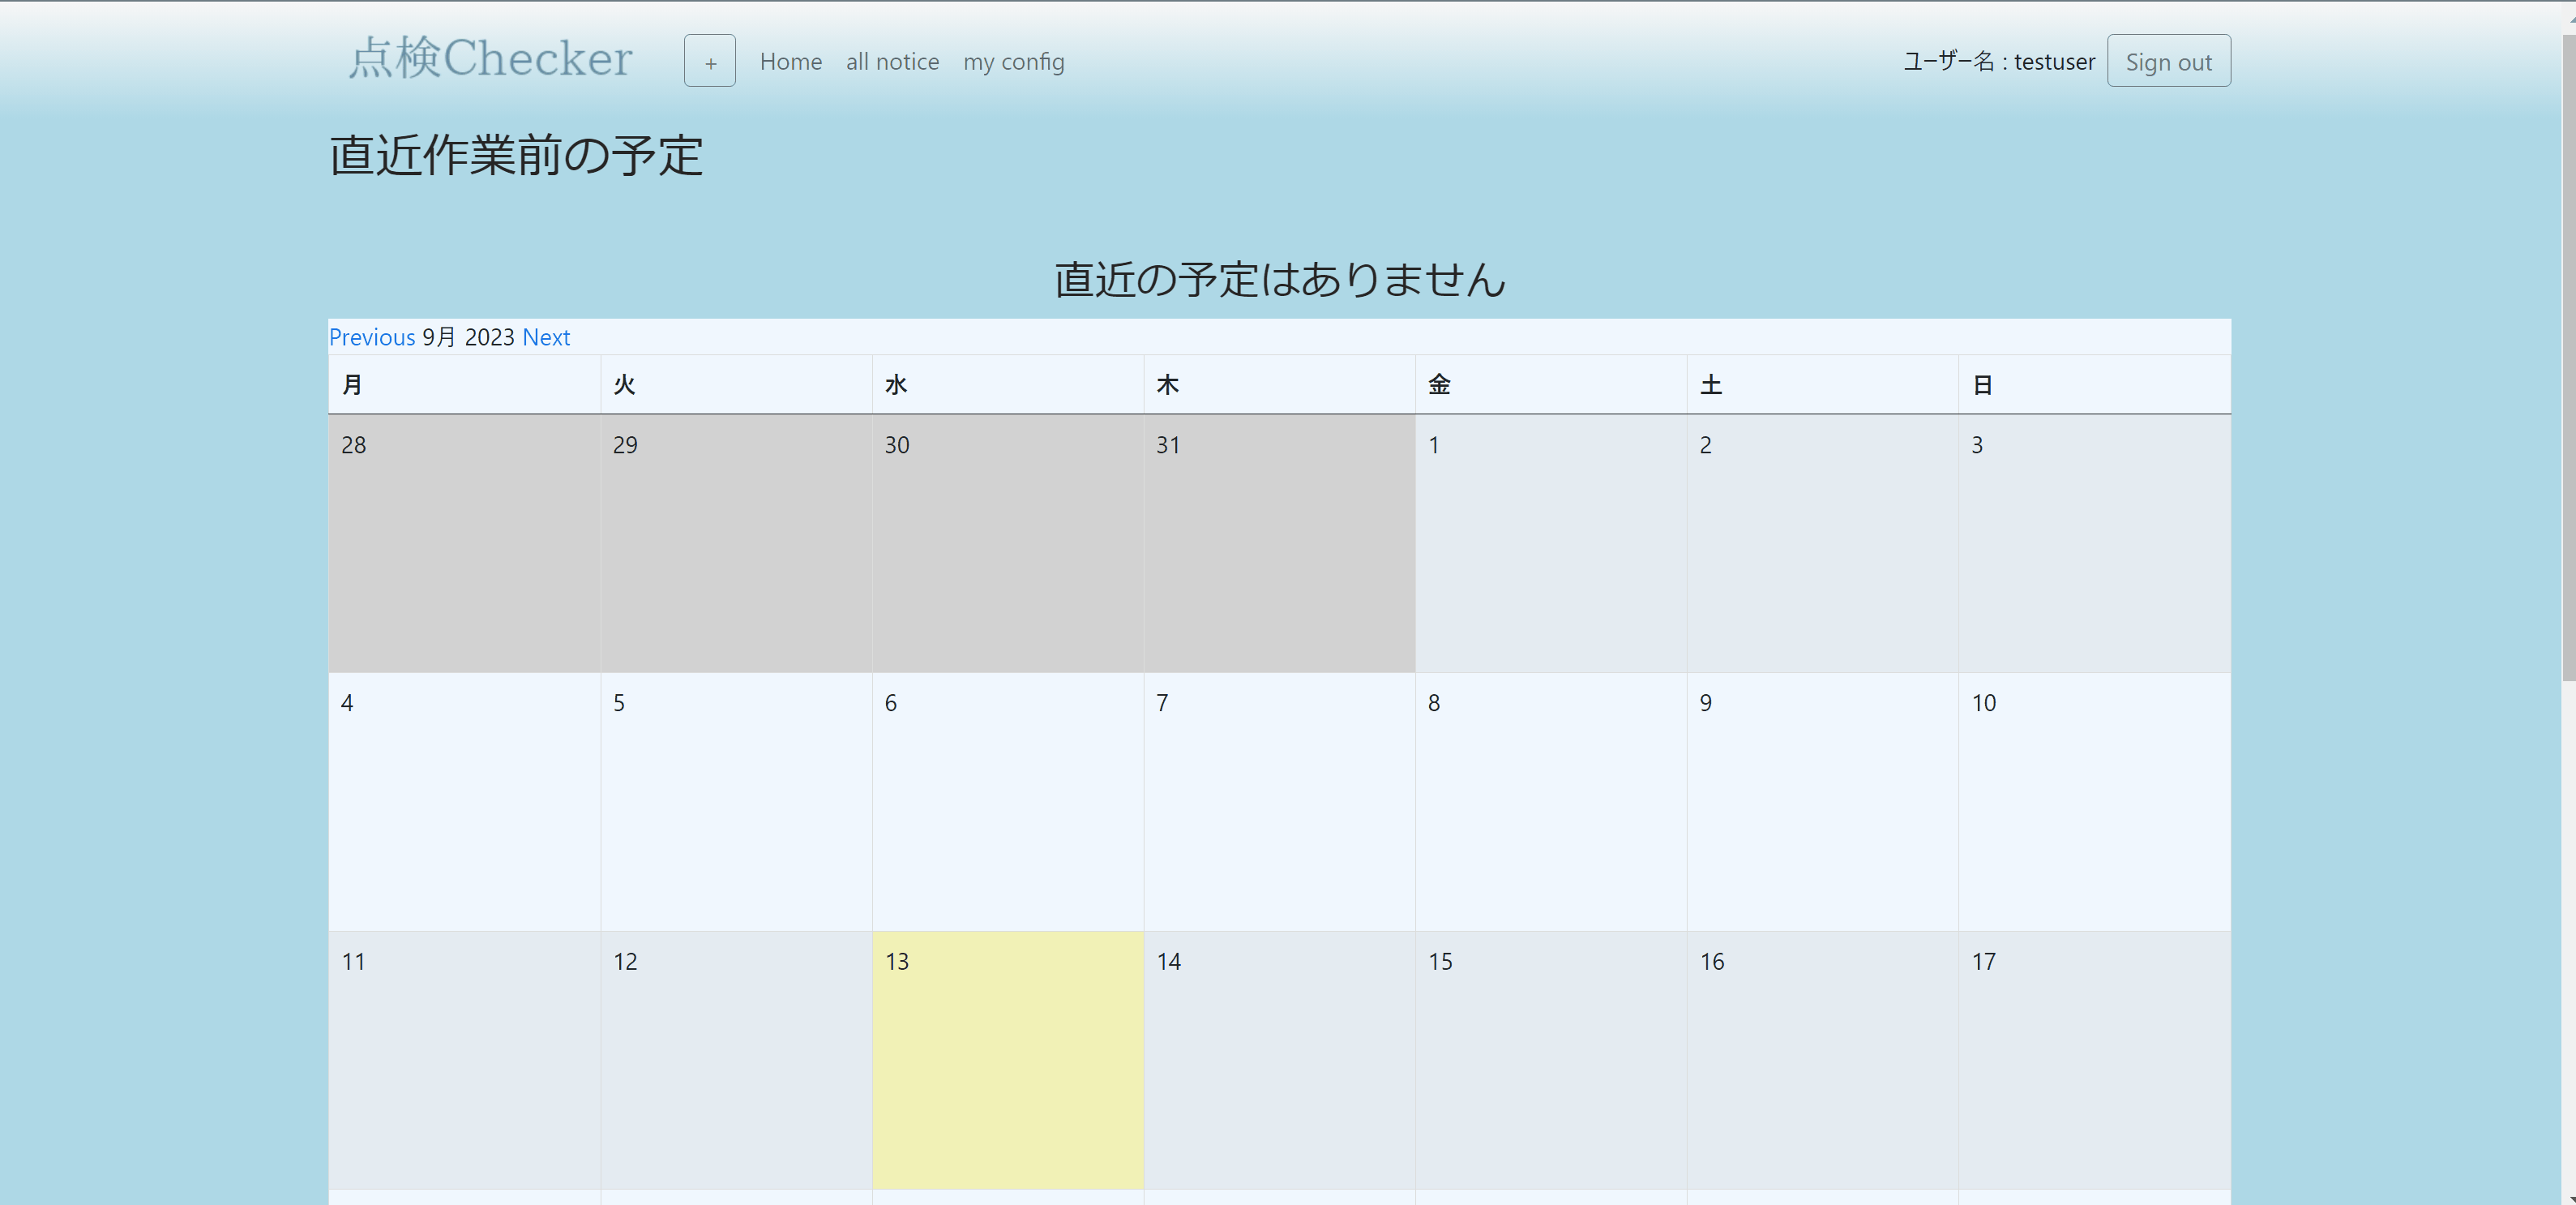 点検Checker + Home all notice my config ユーザー名 : testuser Sign out
直近作業前の予定
直近の予定はありません
Previous 9月 2023 Next
月 火 水 木 金 土 日
28 29 30 31 1 2 3
4 5 6 7 8 9 10
11 12 13 14 15 16 17